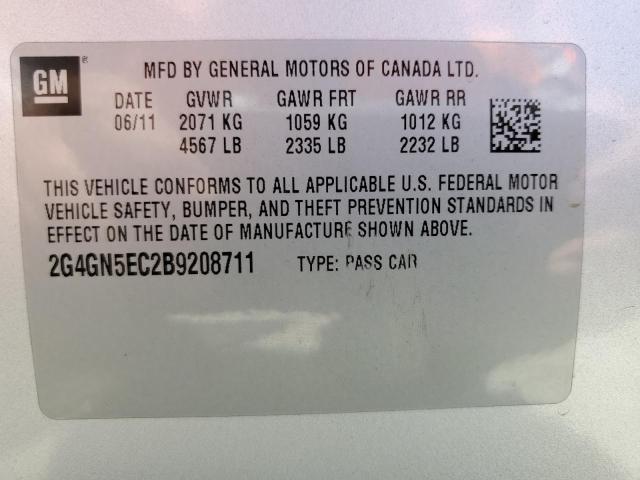 GM ®
MFD BY GENERAL MOTORS OF CANADA LTD.
DATE GVWR GAWR FRT GAWR RR
06/11 2071 KG 1059 KG 1012 KG
4567 LB 2335 LB 2232 LB
THIS VEHICLE CONFORMS TO ALL APPLICABLE U.S. FEDERAL MOTOR
VEHICLE SAFETY, BUMPER, AND THEFT PREVENTION STANDARDS IN
EFFECT ON THE DATE OF MANUFACTURE SHOWN ABOVE.
2G4GN5EC2B9208711 TYPE: PASS CAR